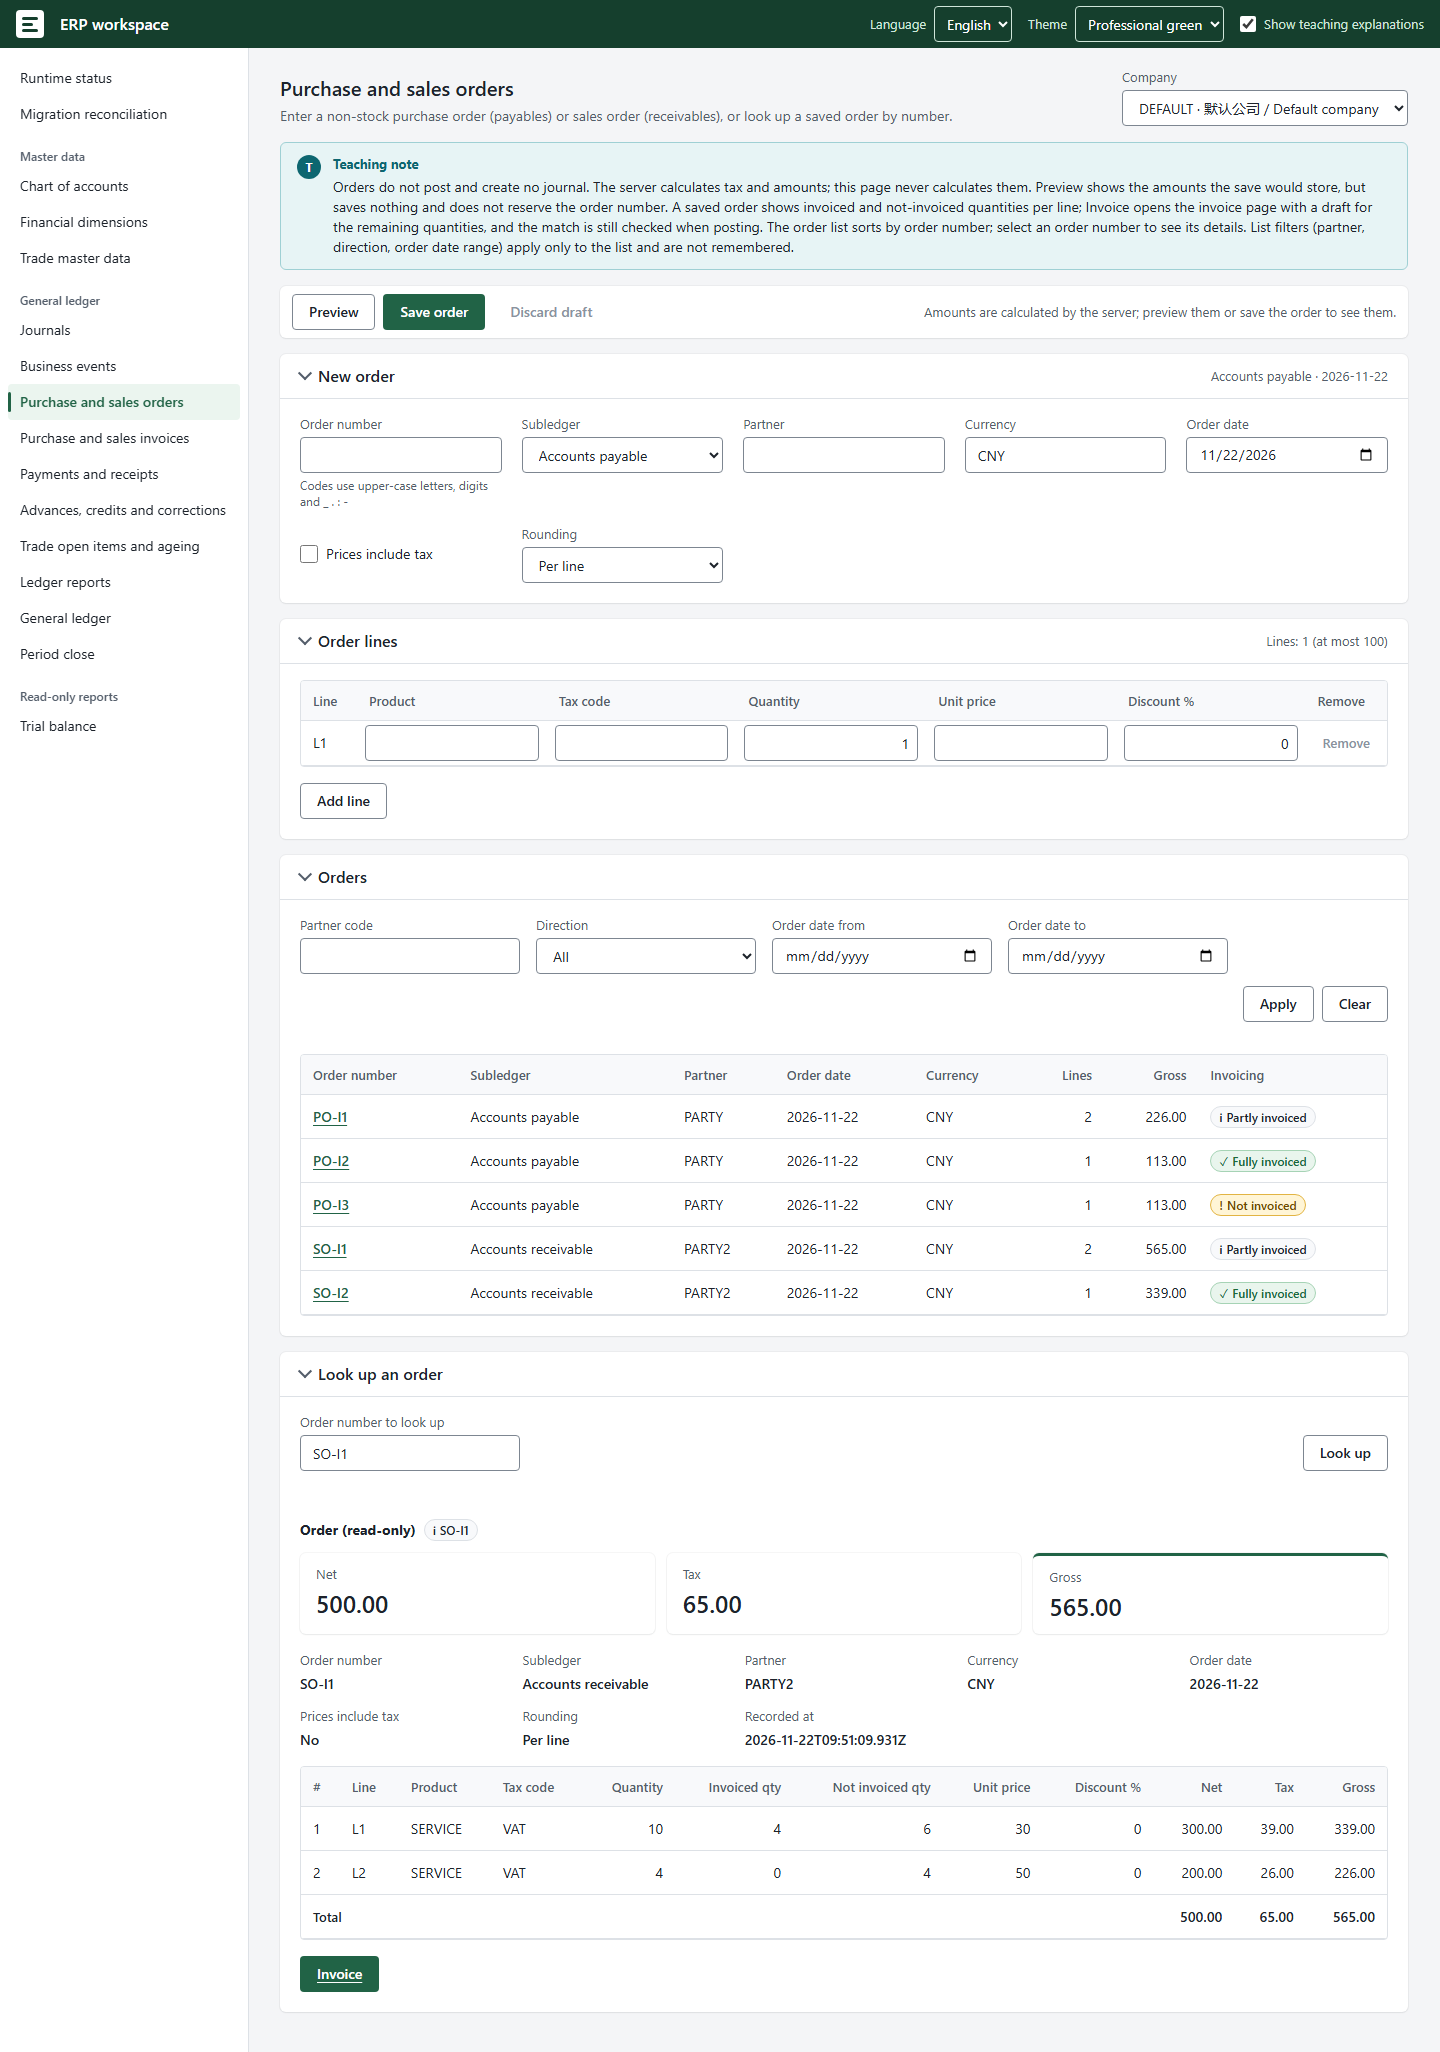 ERP workspace
Language English Theme Professional green Show teaching explanations
Runtime status
Migration reconciliation
Master data
Chart of accounts
Financial dimensions
Trade master data
General ledger
Journals
Business events
Purchase and sales orders
Purchase and sales invoices
Payments and receipts
Advances, credits and corrections
Trade open items and ageing
Ledger reports
General ledger
Period close
Read-only reports
Trial balance
Purchase and sales orders
Enter a non-stock purchase order (payables) or sales order (receivables), or look up a saved order by number.
Company
DEFAULT · 默认公司 / Default company
T Teaching note
Orders do not post and create no journal. The server calculates tax and amounts; this page never calculates them. Preview shows the amounts the save would store, but
saves nothing and does not reserve the order number. A saved order shows invoiced and not-invoiced quantities per line; Invoice opens the invoice page with a draft for
the remaining quantities, and the match is still checked when posting. The order list sorts by order number; select an order number to see its details. List filters (partner,
direction, order date range) apply only to the list and are not remembered.
Preview Save order Discard draft Amounts are calculated by the server; preview them or save the order to see them.
New order Accounts payable · 2026-11-22
Order number Subledger Partner Currency Order date
Accounts payable CNY 11/22/2026
Codes use upper-case letters, digits
and _ . : -
Rounding
Prices include tax Per line
Order lines Lines: 1 (at most 100)
Line Product Tax code Quantity Unit price Discount % Remove
L1 1 0 Remove
Add line
Orders
Partner code Direction Order date from Order date to
All mm/dd/yyyy mm/dd/yyyy
Apply Clear
Order number Subledger Partner Order date Currency Lines Gross Invoicing
PO-I1 Accounts payable PARTY 2026-11-22 CNY 2 226.00 i Partly invoiced
PO-I2 Accounts payable PARTY 2026-11-22 CNY 1 113.00 ✓ Fully invoiced
PO-I3 Accounts payable PARTY 2026-11-22 CNY 1 113.00 ! Not invoiced
SO-I1 Accounts receivable PARTY2 2026-11-22 CNY 2 565.00 i Partly invoiced
SO-I2 Accounts receivable PARTY2 2026-11-22 CNY 1 339.00 ✓ Fully invoiced
Look up an order
Order number to look up
SO-I1 Look up
Order (read-only) i SO-I1
Net Tax Gross
500.00 65.00 565.00
Order number Subledger Partner Currency Order date
SO-I1 Accounts receivable PARTY2 CNY 2026-11-22
Prices include tax Rounding Recorded at
No Per line 2026-11-22T09:51:09.931Z
# Line Product Tax code Quantity Invoiced qty Not invoiced qty Unit price Discount % Net Tax Gross
1 L1 SERVICE VAT 10 4 6 30 0 300.00 39.00 339.00
2 L2 SERVICE VAT 4 0 4 50 0 200.00 26.00 226.00
Total 500.00 65.00 565.00
Invoice